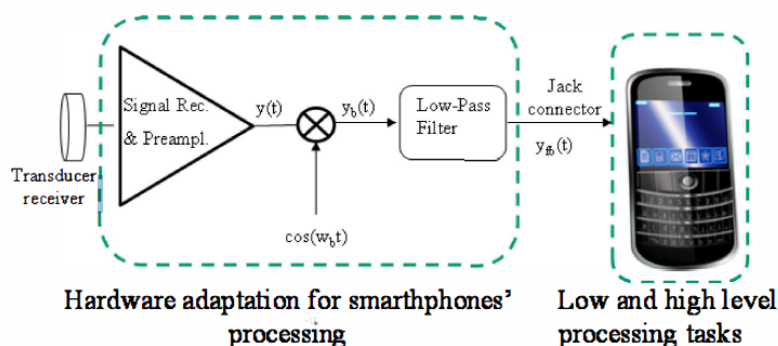 Signal Rec.
& Preampl.
y(t)
y_b(t)
Low-Pass
Filter
Jack
connector
y_fb(t)
Transducer
receiver
cos(w_bt)
Hardware adaptation for smarthphones'
processing
Low and high level
processing tasks